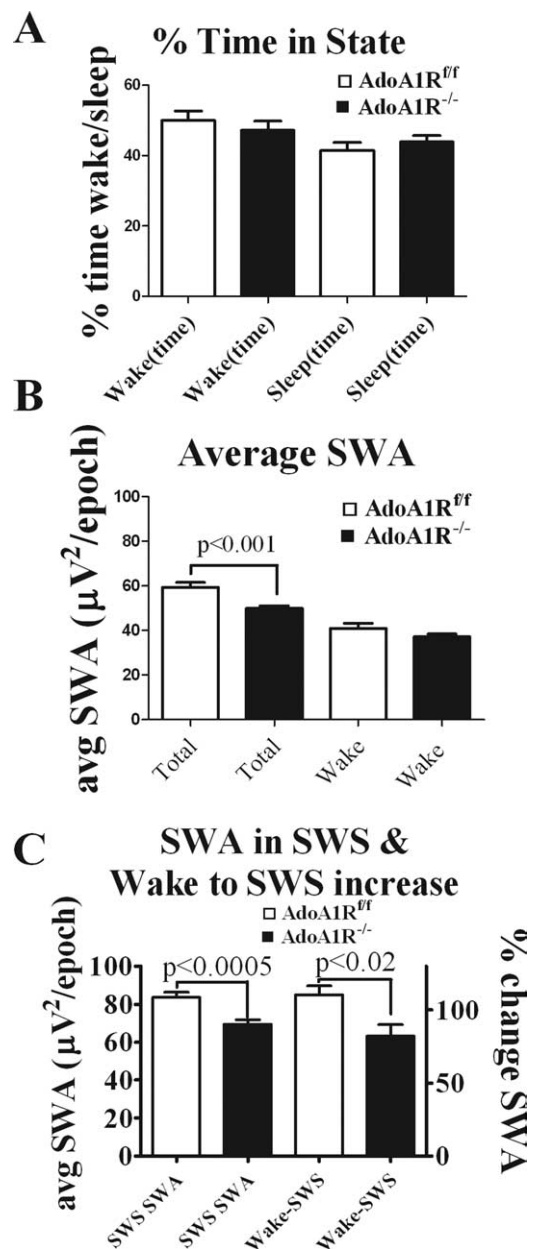 A
% Time in State
AdoA1R^f/f
AdoA1R^-/-
% time wake/sleep
60
40
20
0
Wake(time)
Wake(time)
Sleep(time)
Sleep(time)
B
Average SWA
AdoA1R^f/f
AdoA1R^-/-
avg SWA (μV²/epoch)
100
80
60
40
20
0
p<0.001
Total
Total
Wake
Wake
C
SWA in SWS &
Wake to SWS increase
AdoA1R^f/f
AdoA1R^-/-
avg SWA (μV²/epoch)
100
80
60
40
20
0
p<0.0005
p<0.02
100
50
0
% change SWA
SWS SWA
SWS SWA
Wake-SWS
Wake-SWS